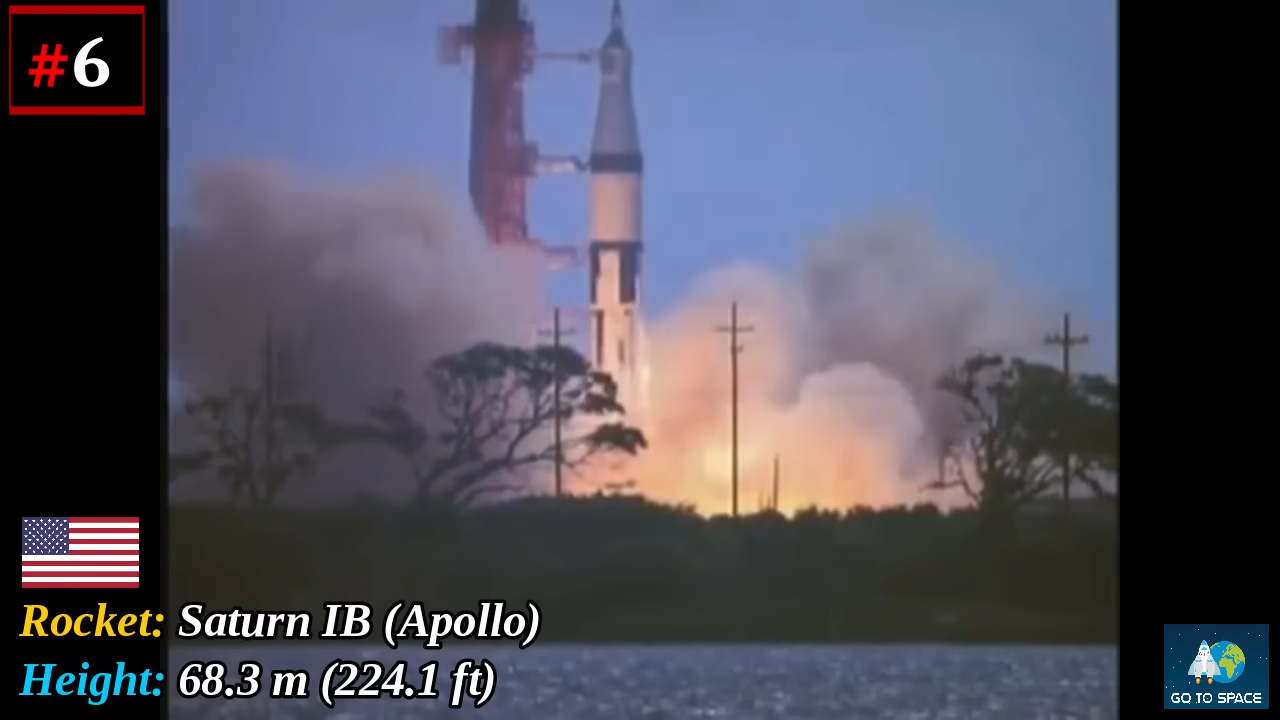 #6
Rocket: Saturn IB (Apollo)
Height: 68.3 m (224.1 ft)
GO TO SPACE